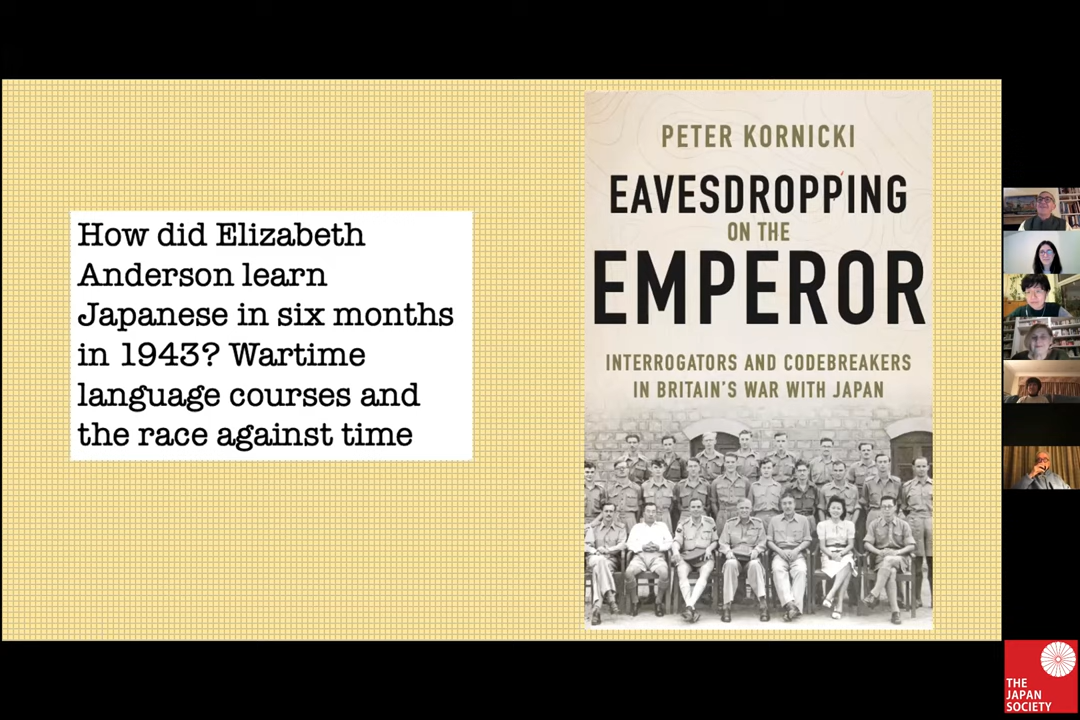 How did Elizabeth
Anderson learn
Japanese in six months
in 1943? Wartime
language courses and
the race against time
PETER KORNICKI
EAVESDROPPING
ON THE
EMPEROR
INTERROGATORS AND CODEBREAKERS
IN BRITAIN'S WAR WITH JAPAN
THE
JAPAN
SOCIETY